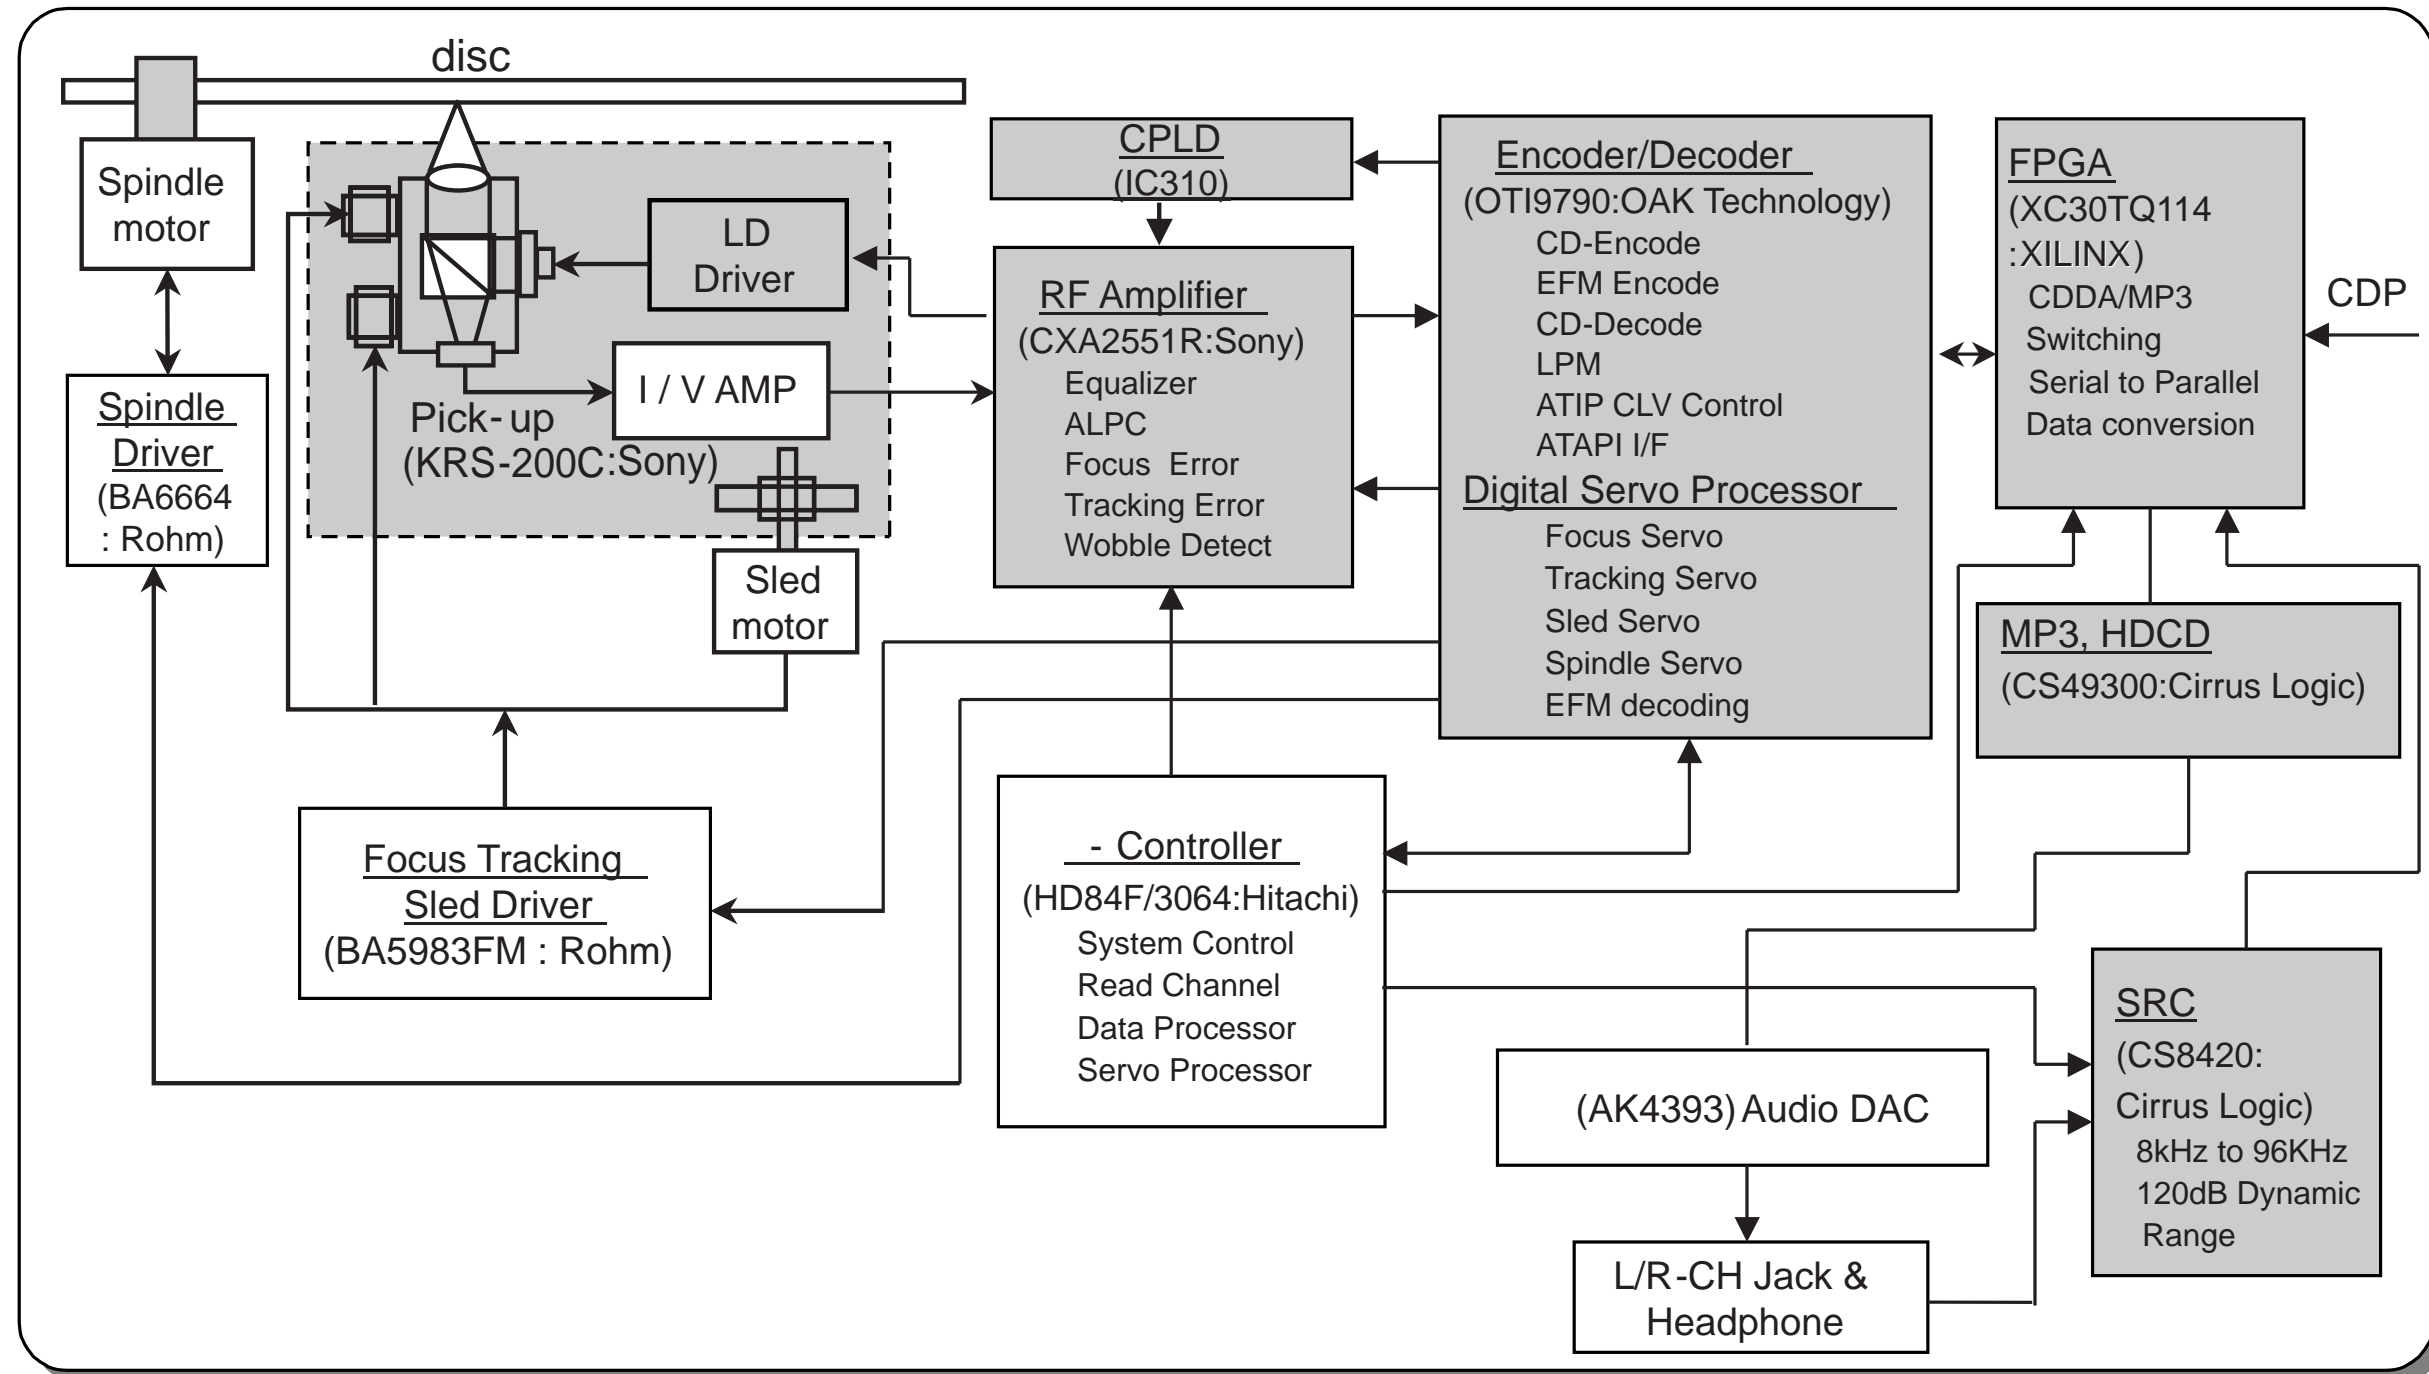 disc
Spindle
motor
LD
Driver
I / V AMP
Pick-up
(KRS-200C:Sony)
Sled
motor
Spindle
Driver
(BA6664
: Rohm)
Focus Tracking
Sled Driver
(BA5983FM : Rohm)
CPLD
(IC310)
RF Amplifier
(CXA2551R:Sony)
Equalizer
ALPC
Focus Error
Tracking Error
Wobble Detect
- Controller
(HD84F/3064:Hitachi)
System Control
Read Channel
Data Processor
Servo Processor
Encoder/Decoder
(OTI9790:OAK Technology)
CD-Encode
EFM Encode
CD-Decode
LPM
ATIP CLV Control
ATAPI I/F
Digital Servo Processor
Focus Servo
Tracking Servo
Sled Servo
Spindle Servo
EFM decoding
FPGA
(XC30TQ114
:XILINX)
CDDA/MP3
Switching
Serial to Parallel
Data conversion
CDP
MP3, HDCD
(CS49300:Cirrus Logic)
(AK4393) Audio DAC
L/R-CH Jack &
Headphone
SRC
(CS8420:
Cirrus Logic)
8kHz to 96KHz
120dB Dynamic
Range